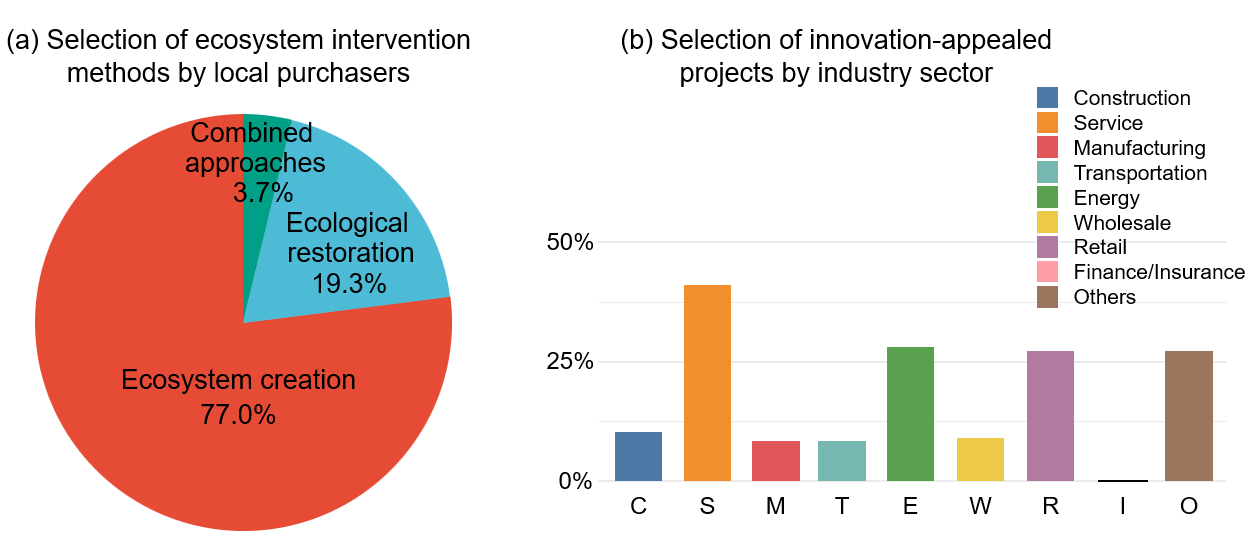 (a) Selection of ecosystem intervention
methods by local purchasers
Combined
approaches
3.7%
Ecological
restoration
19.3%
Ecosystem creation
77.0%
(b) Selection of innovation-appealed
projects by industry sector
Construction
Service
Manufacturing
Transportation
Energy
Wholesale
Retail
Finance/Insurance
Others
50%
25%
0%
C S M T E W R I O